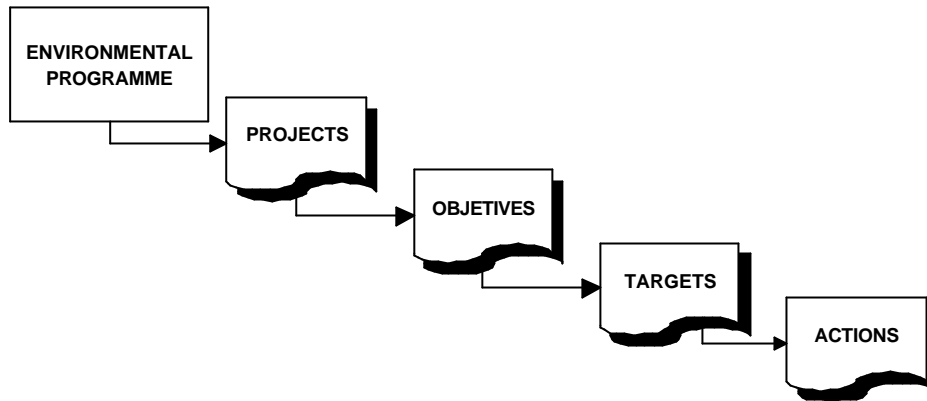 ENVIRONMENTAL
PROGRAMME
PROJECTS
OBJETIVES
TARGETS
ACTIONS